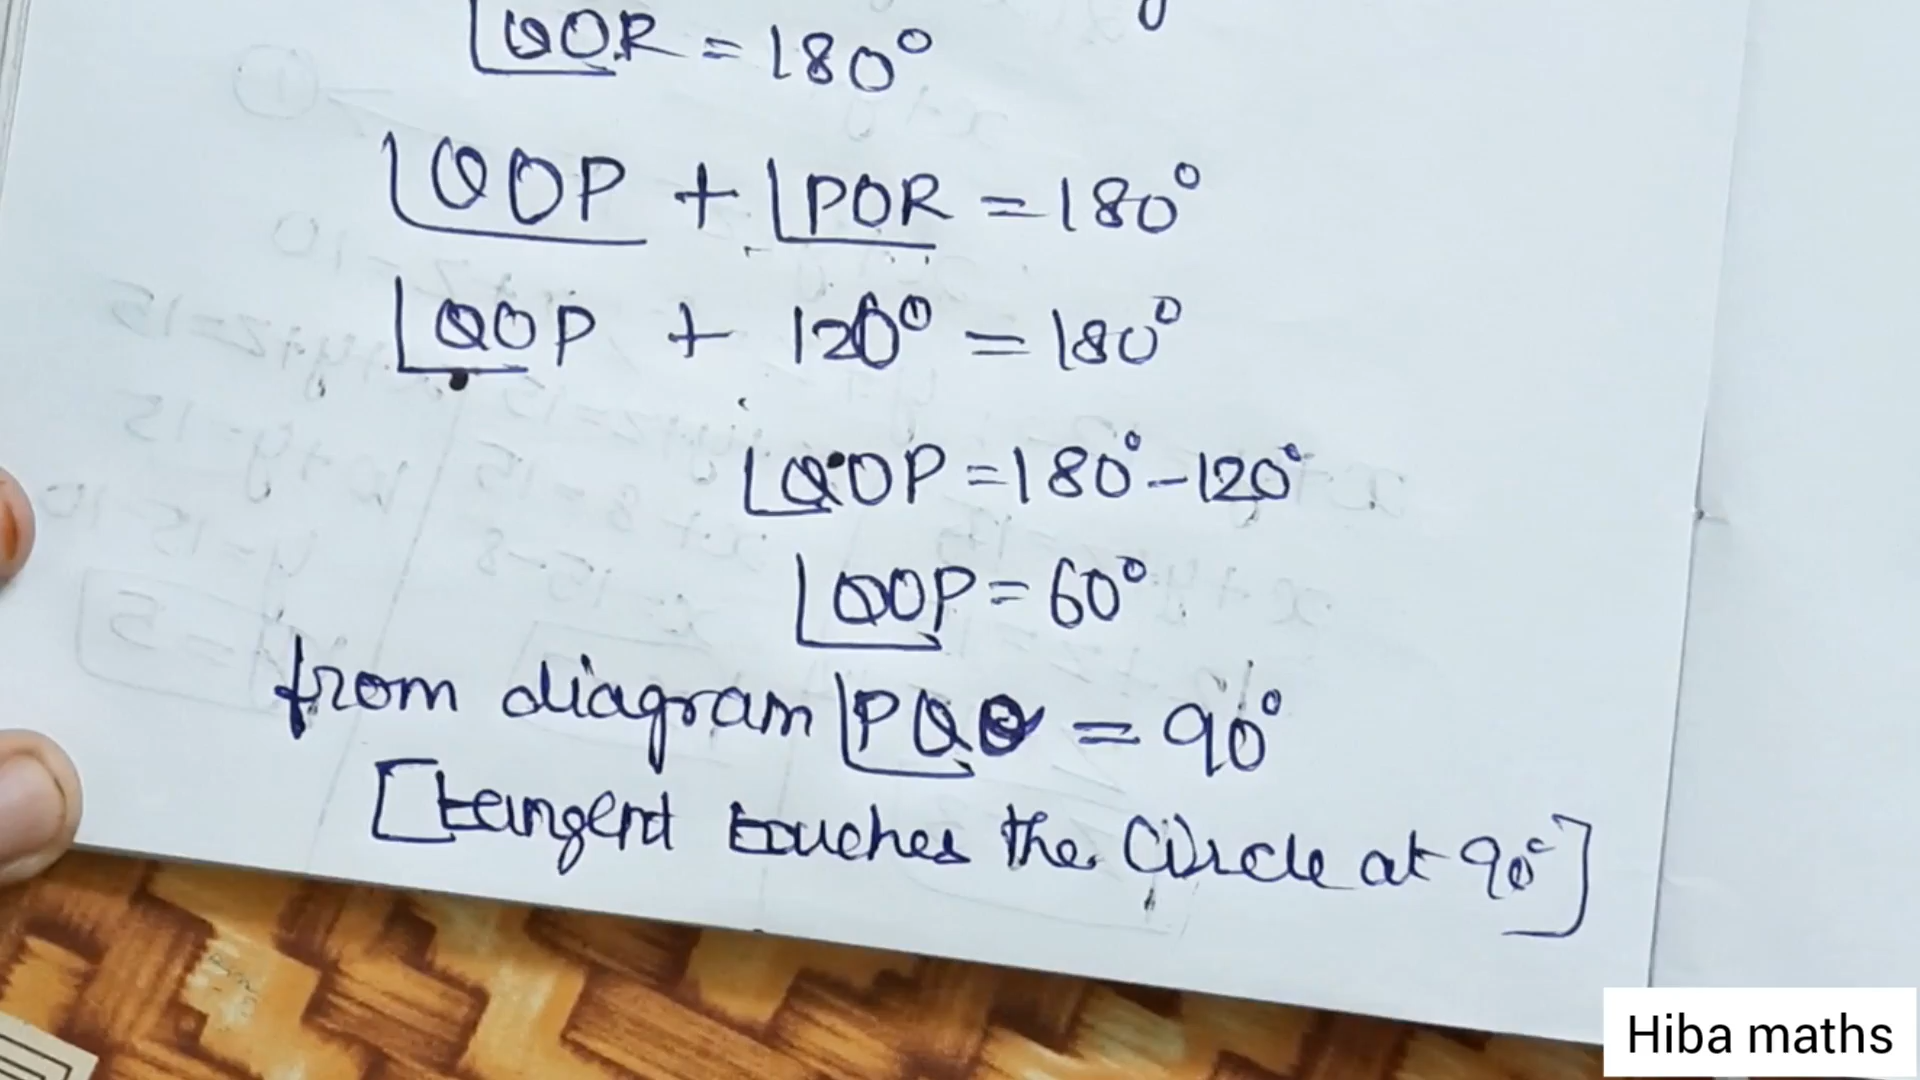 ∠QOR = 180°
∠QOP + ∠POR = 180°
∠QOP + 120° = 180°
∠QOP = 180° - 120°
∠QOP = 60°
from diagram ∠PQO = 90°
[tangent touches the Circle at 90°]
Hiba maths